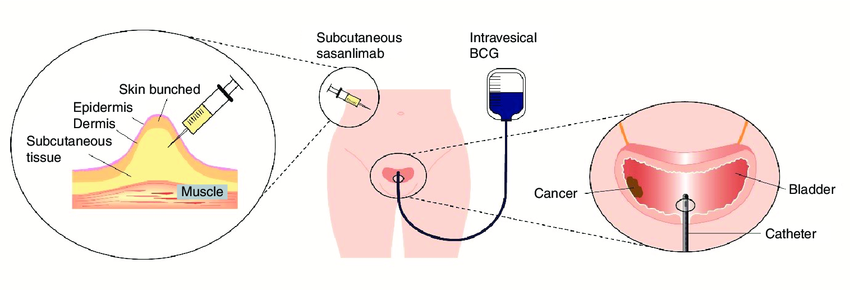 Subcutaneous
sasanlimab
Intravesical
BCG
Skin bunched
Epidermis
Dermis
Subcutaneous
tissue
Muscle
Cancer
Bladder
Catheter